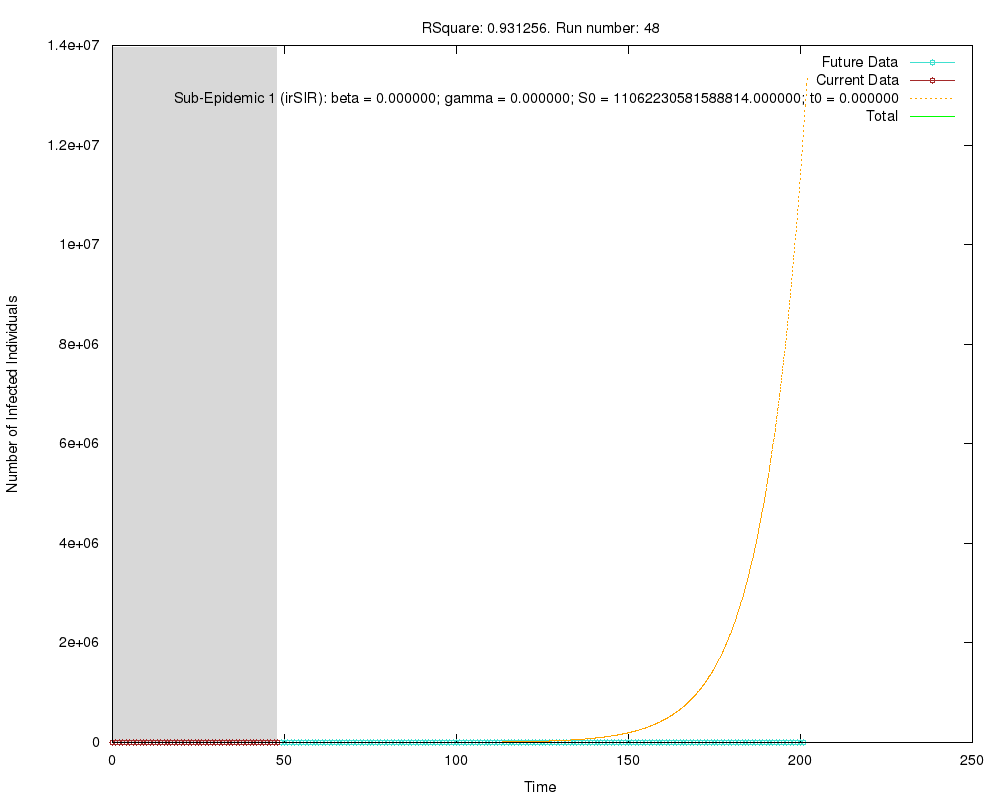 RSquare: 0.931256. Run number: 48
1.4e+07
1.2e+07
1e+07
8e+06
6e+06
4e+06
2e+06
0
Number of Infected Individuals
Future Data
Current Data
Sub-Epidemic 1 (irSIR): beta = 0.000000; gamma = 0.000000; S0 = 11062230581588814.000000; t0 = 0.000000
Total
0 50 100 150 200 250
Time